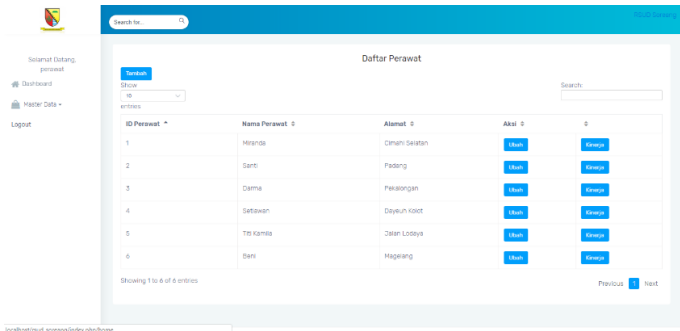 Search for...
RSUD Soreang
Selamat Datang,
perawat
Dashboard
Master Data
Logout
Daftar Perawat
Tambah
Show
10
entries
Search:
ID Perawat Nama Perawat Alamat Aksi
1 Miranda Cimahi Selatan Ubah Kinerja
2 Santi Padang Ubah Kinerja
3 Darma Pekalongan Ubah Kinerja
4 Setiawan Dayeuh Kolot Ubah Kinerja
5 Titi Kamila Jalan Lodaya Ubah Kinerja
6 Beni Magelang Ubah Kinerja
Showing 1 to 6 of 6 entries
Previous 1 Next